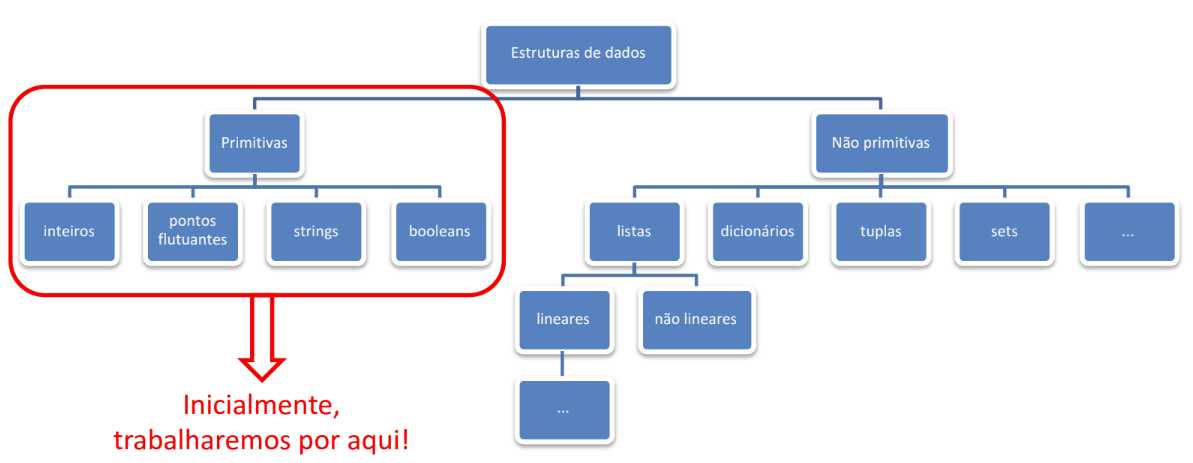 Estruturas de dados
Primitivas
Não primitivas
inteiros
pontos
flutuantes
strings
booleans
listas
dicionários
tuplas
sets
...
lineares
não lineares
...
Inicialmente,
trabalharemos por aqui!